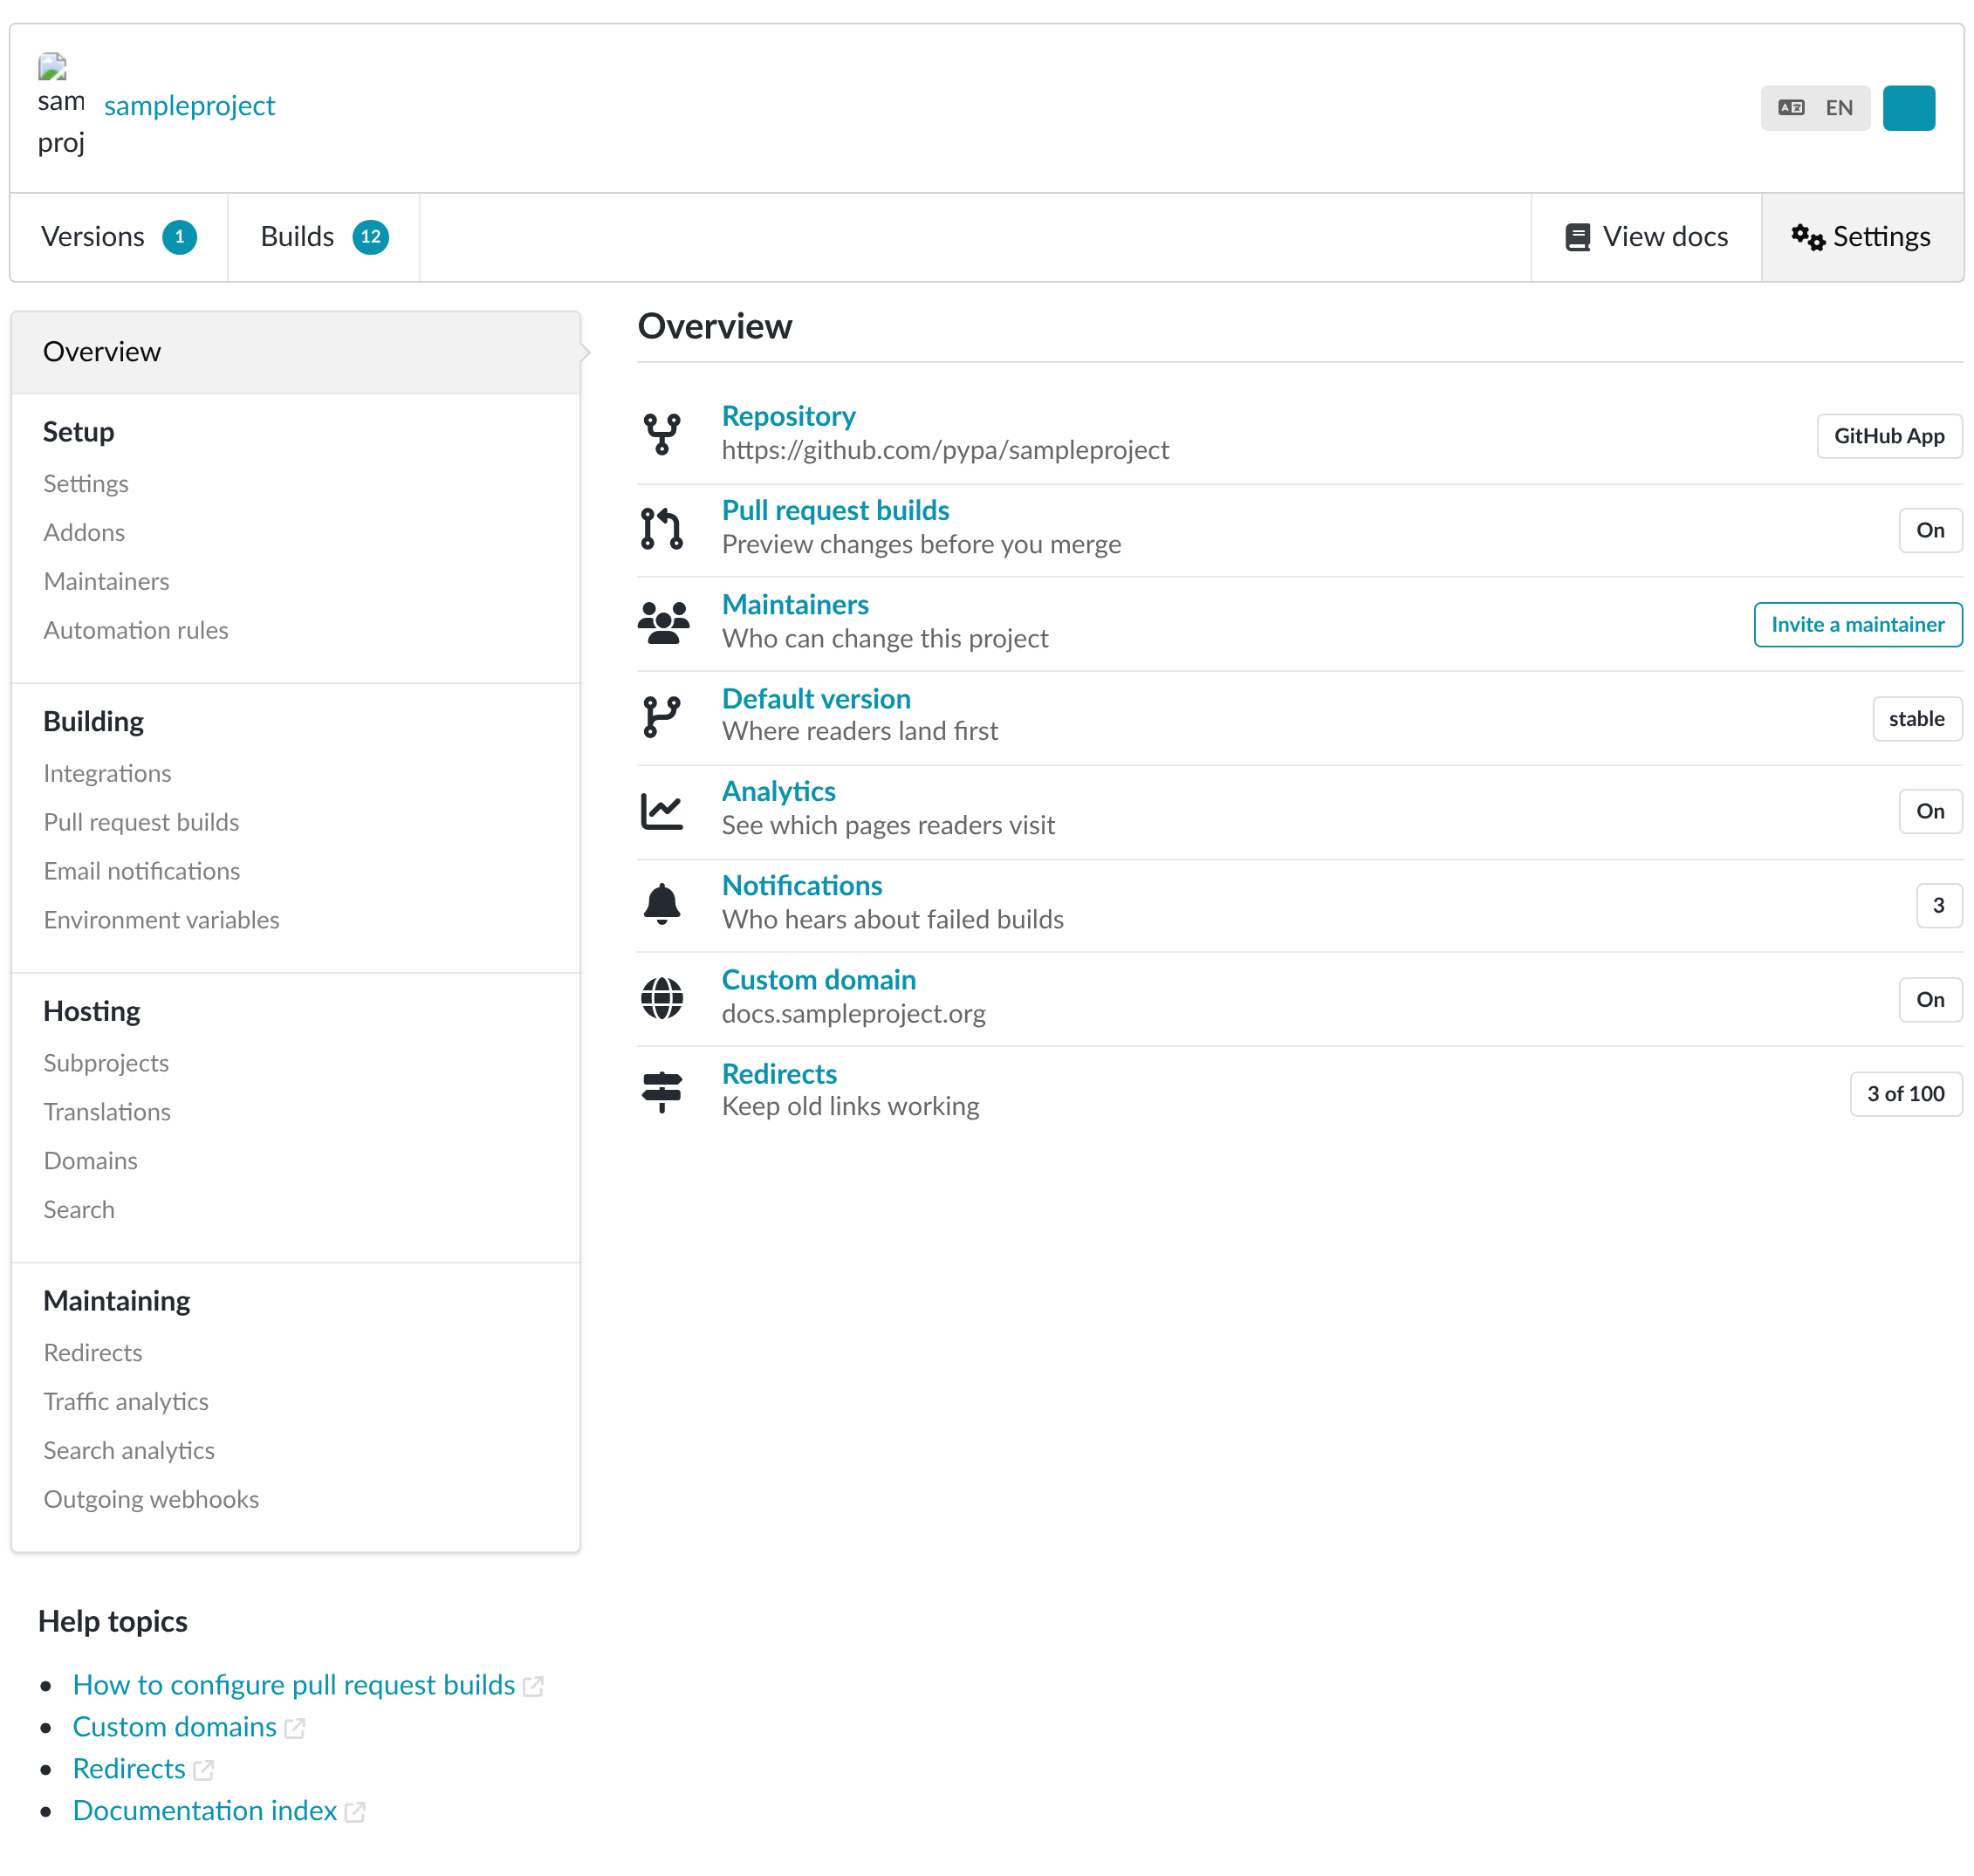 sam
proj
sampleproject
EN
Versions 1
Builds 12
View docs
Settings
Overview
Setup
Settings
Addons
Maintainers
Automation rules
Building
Integrations
Pull request builds
Email notifications
Environment variables
Hosting
Subprojects
Translations
Domains
Search
Maintaining
Redirects
Traffic analytics
Search analytics
Outgoing webhooks
Help topics
How to configure pull request builds
Custom domains
Redirects
Documentation index
Overview
Repository
https://github.com/pypa/sampleproject
GitHub App
Pull request builds
Preview changes before you merge
On
Maintainers
Who can change this project
Invite a maintainer
Default version
Where readers land first
stable
Analytics
See which pages readers visit
On
Notifications
Who hears about failed builds
3
Custom domain
docs.sampleproject.org
On
Redirects
Keep old links working
3 of 100